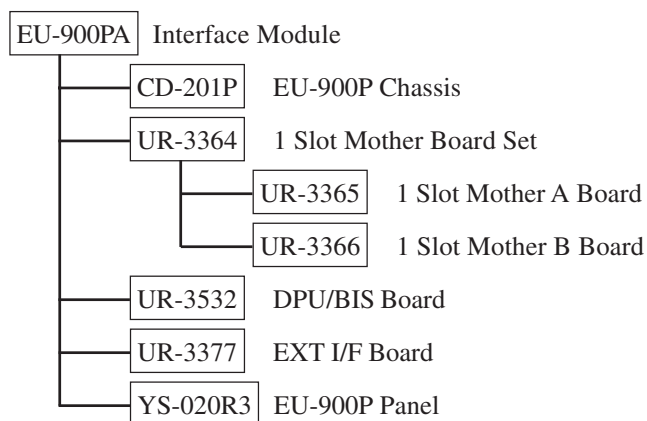 EU-900PA Interface Module
CD-201P EU-900P Chassis
UR-3364 1 Slot Mother Board Set
UR-3365 1 Slot Mother A Board
UR-3366 1 Slot Mother B Board
UR-3532 DPU/BIS Board
UR-3377 EXT I/F Board
YS-020R3 EU-900P Panel